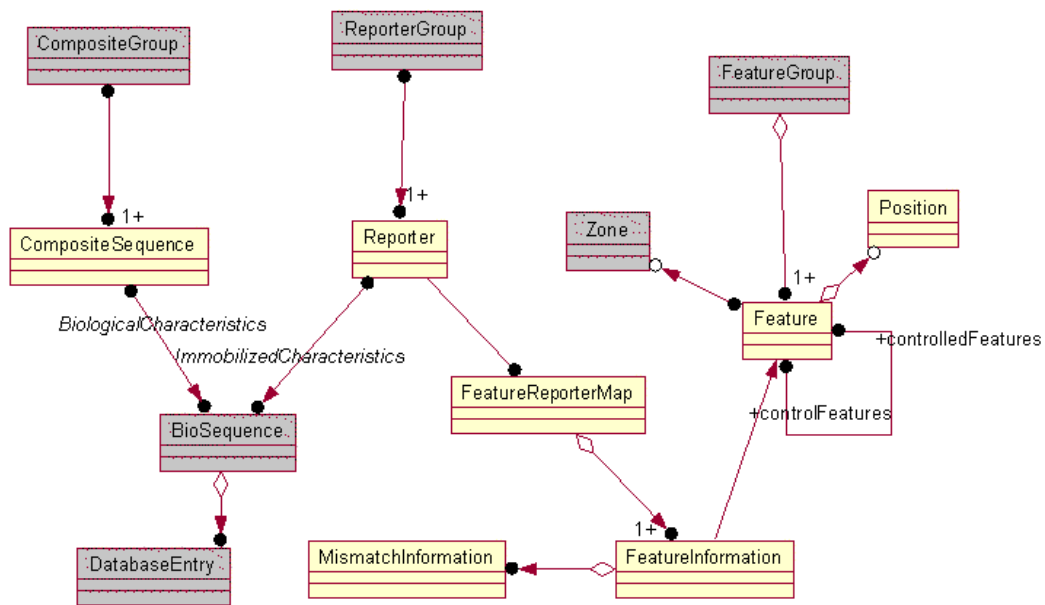 CompositeGroup
ReporterGroup
FeatureGroup
1+
1+
1+
CompositeSequence
Reporter
Zone
Position
Feature
BiologicalCharacteristics
ImmobilizedCharacteristics
+controlledFeatures
FeatureReporterMap
+controlFeatures
BioSequence
1+
DatabaseEntry
MismatchInformation
FeatureInformation